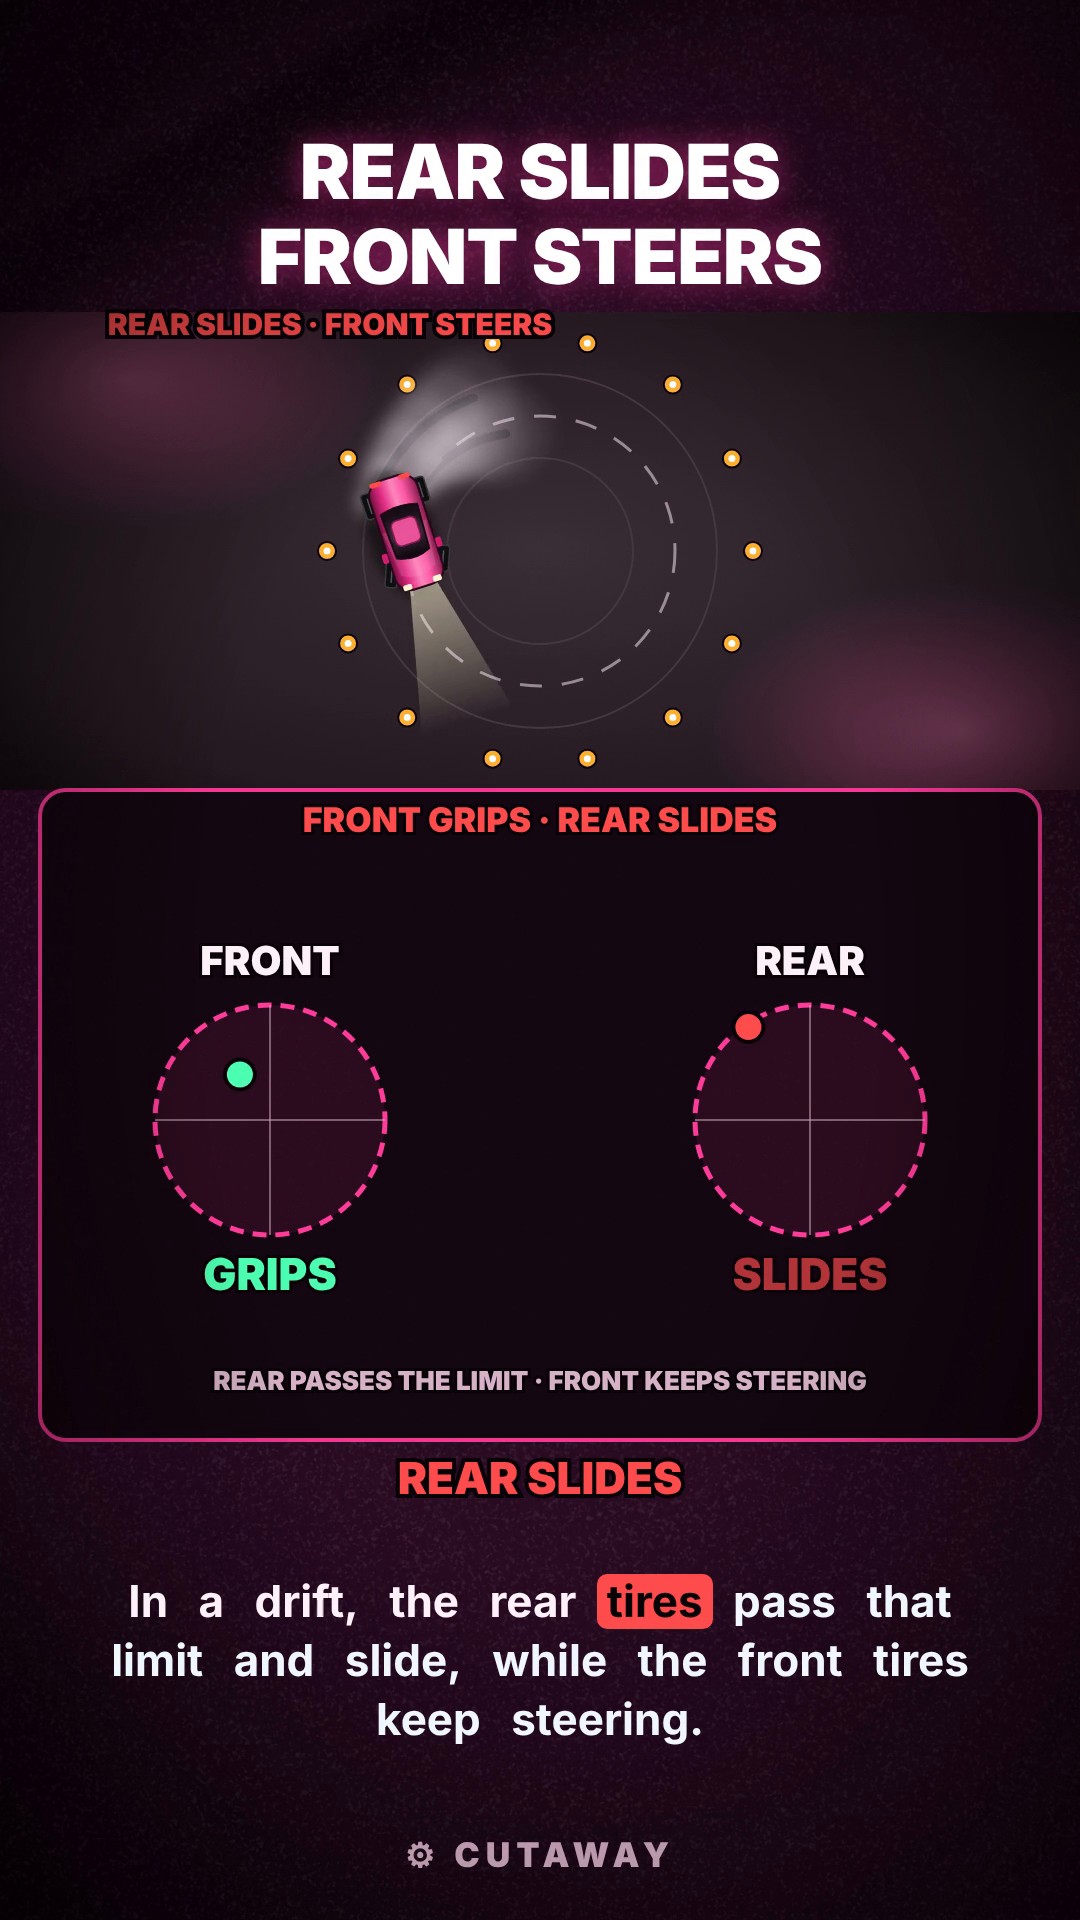 REAR SLIDES
FRONT STEERS
REAR SLIDES · FRONT STEERS
FRONT GRIPS · REAR SLIDES
FRONT
REAR
GRIPS
SLIDES
REAR PASSES THE LIMIT · FRONT KEEPS STEERING
REAR SLIDES
In a drift, the rear tires pass that
limit and slide, while the front tires
keep steering.
⚙ CUTAWAY